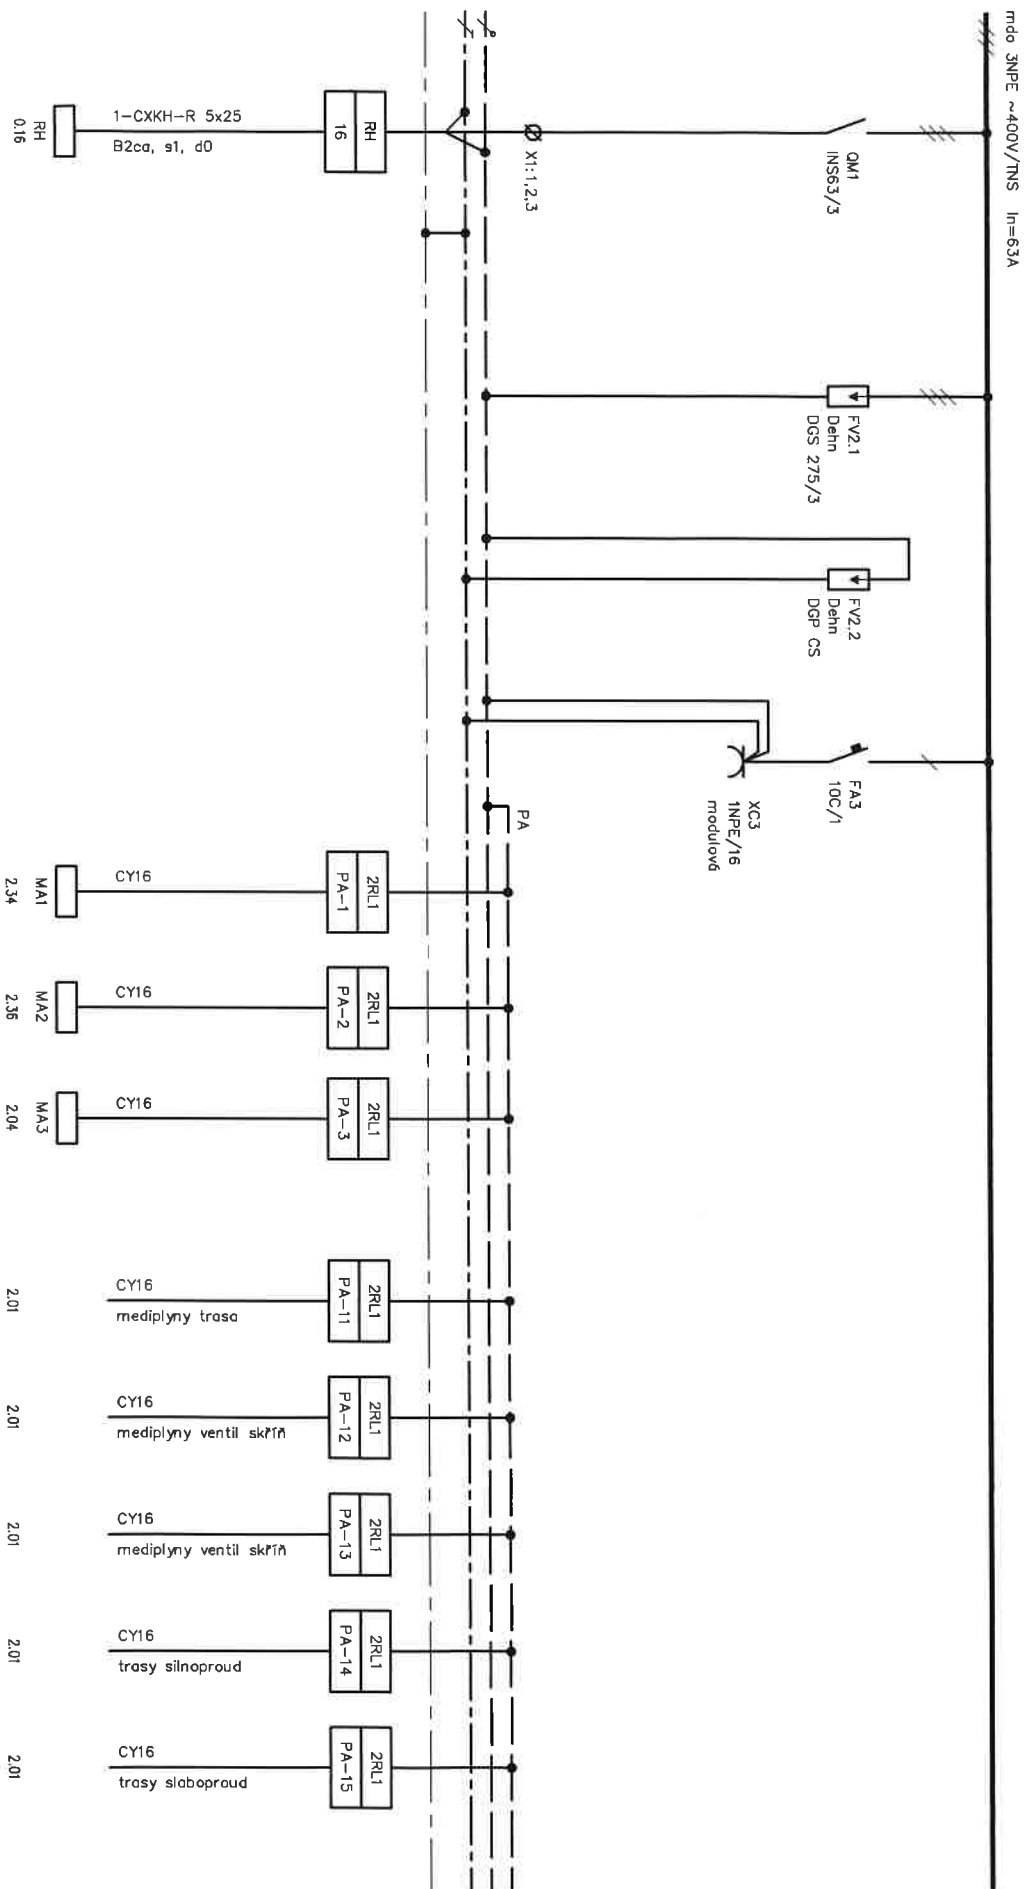 mdo 3NPE ~400V/TNS In=63A
QM1
INS63/3
X1:1,2,3
RH
16
1-CXKH-R 5x25
B2ca, s1, d0
RH
0.16
FV2.1
Dehn
DGS 275/3
FV2.2
Dehn
DGP CS
FA3
10C/1
XC3
1NPE/16
modulová
PA
2RL1
PA-1
CY16
MA1
2.34
2RL1
PA-2
CY16
MA2
2.36
2RL1
PA-3
CY16
MA3
2.04
2RL1
PA-11
CY16
mediplyny trasa
2.01
2RL1
PA-12
CY16
mediplyny ventil skříň
2.01
2RL1
PA-13
CY16
mediplyny ventil skříň
2.01
2RL1
PA-14
CY16
trasy silnoproud
2.01
2RL1
PA-15
CY16
trasy slaboproud
2.01